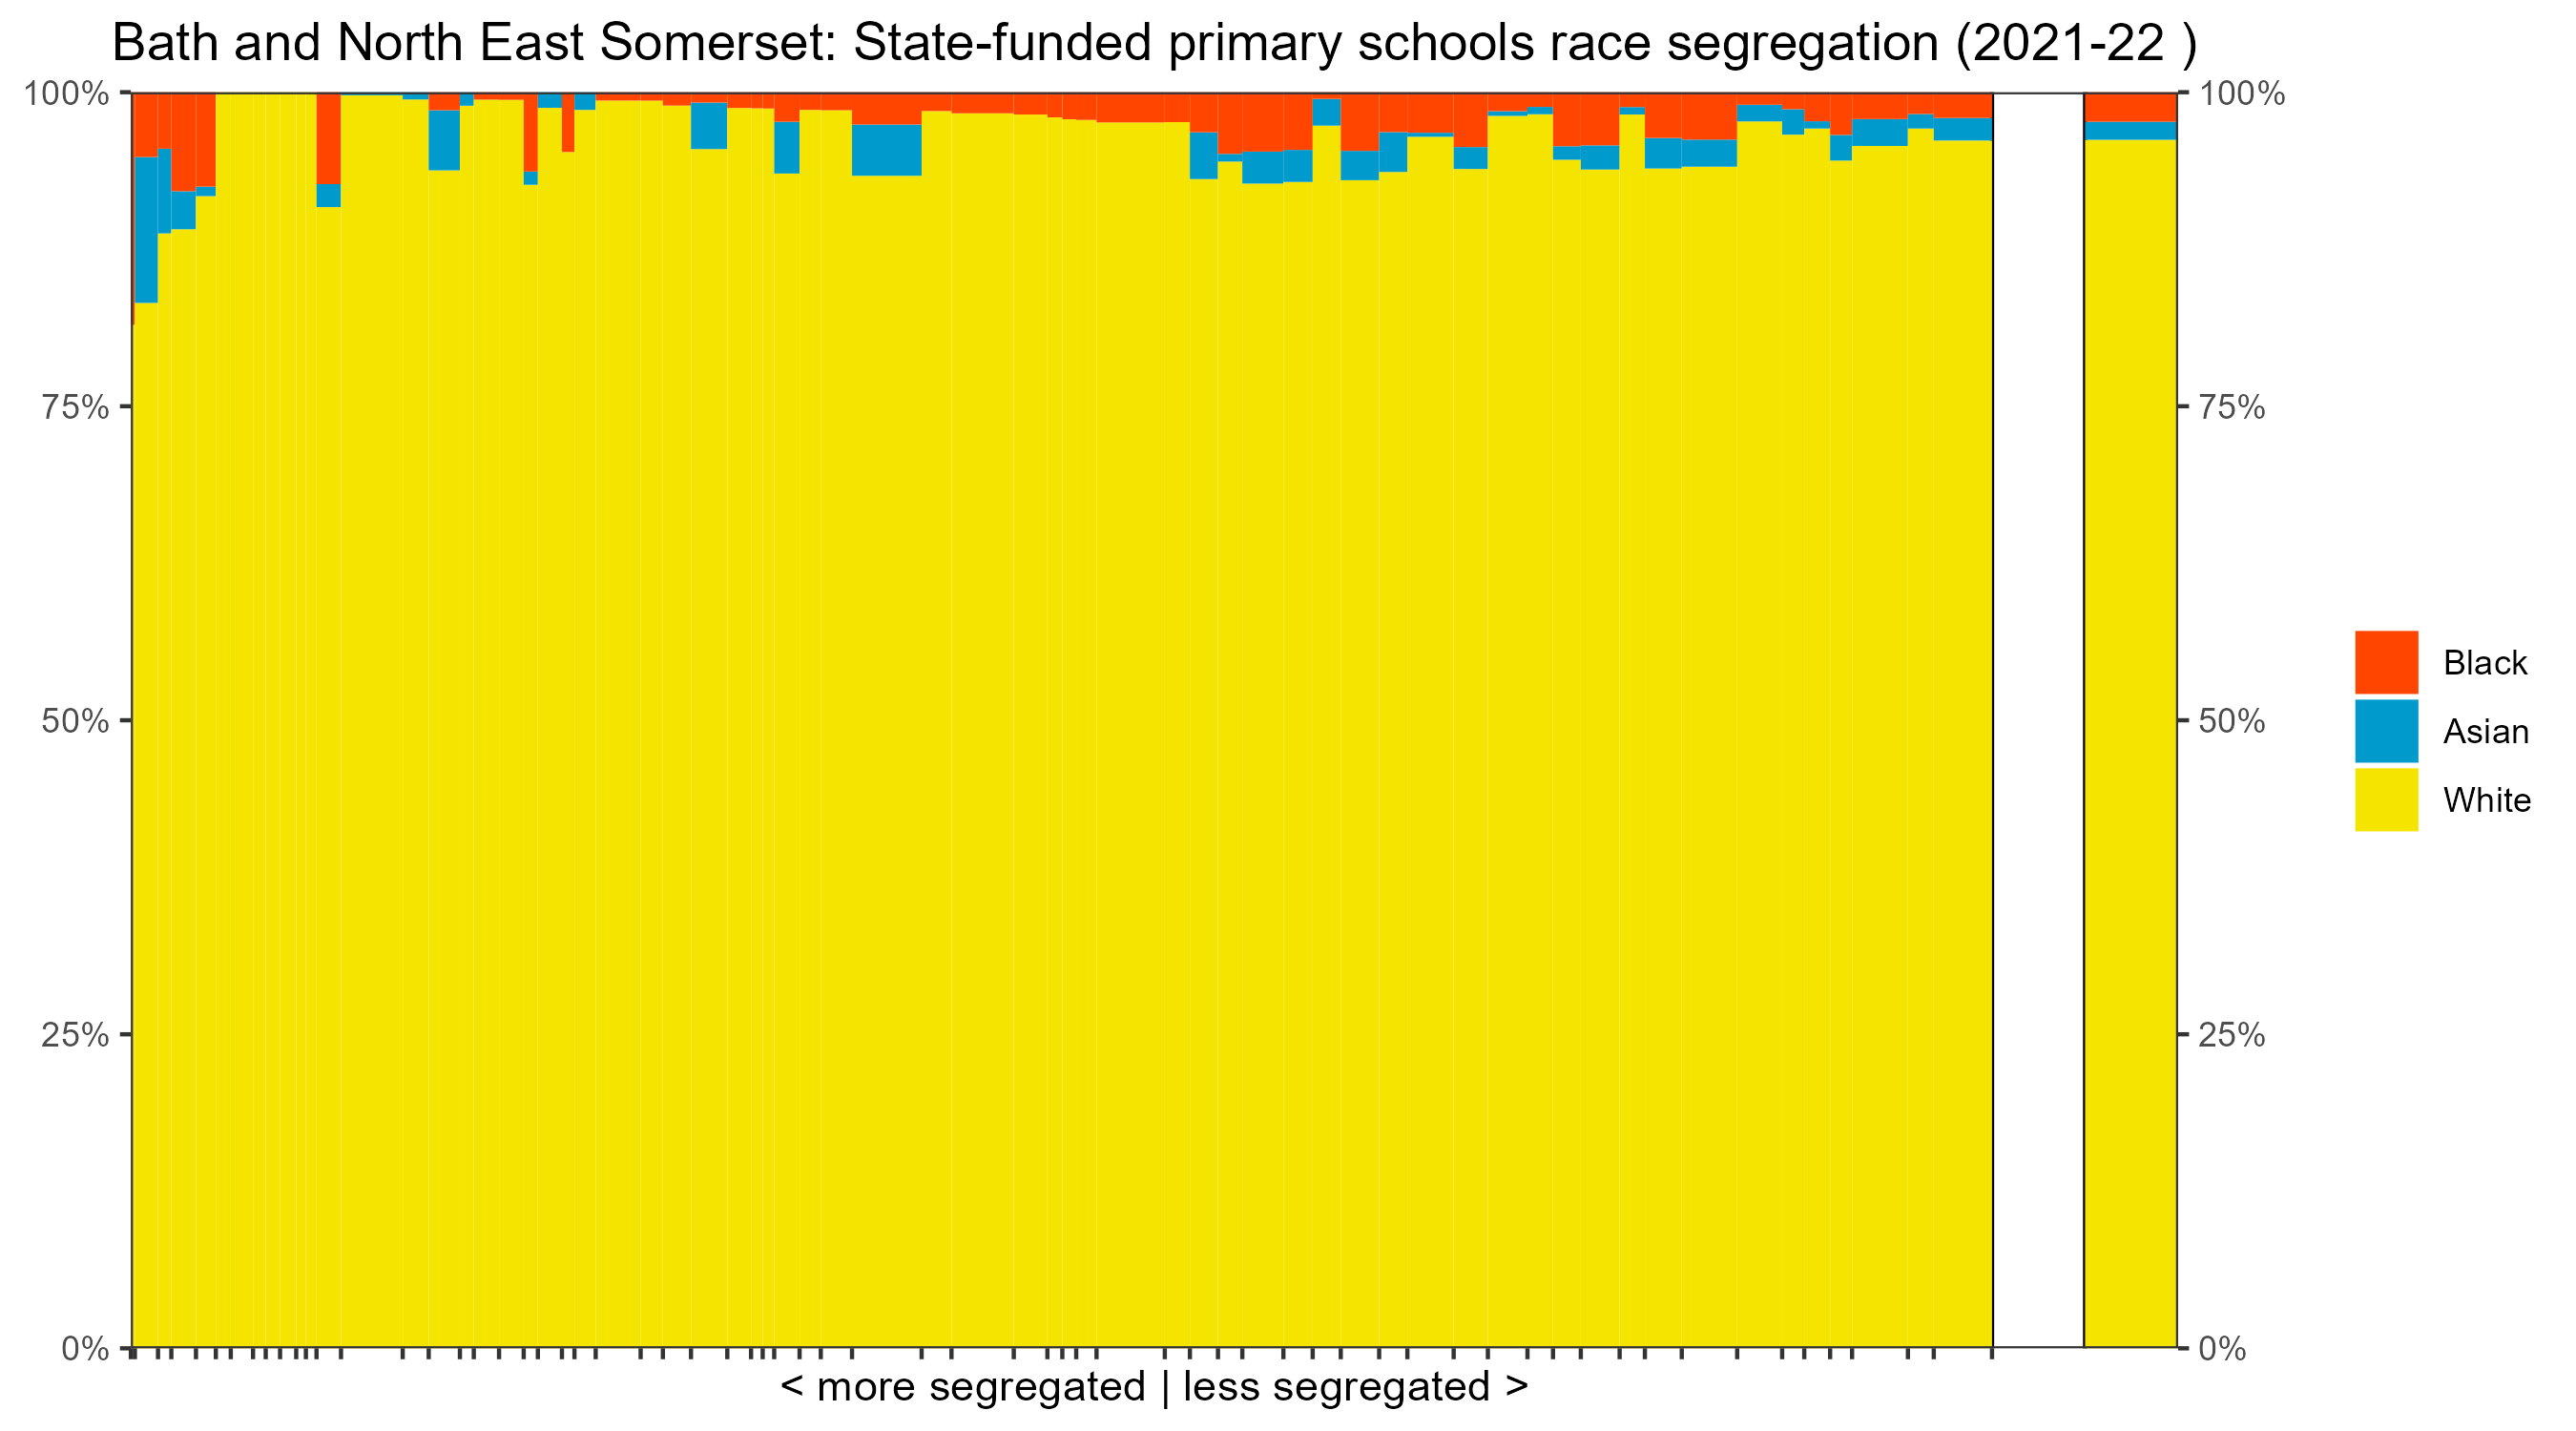 Bath and North East Somerset: State-funded primary schools race segregation (2021-22 )
100%
75%
50%
25%
0%
100%
75%
50%
25%
0%
Black
Asian
White
< more segregated | less segregated >